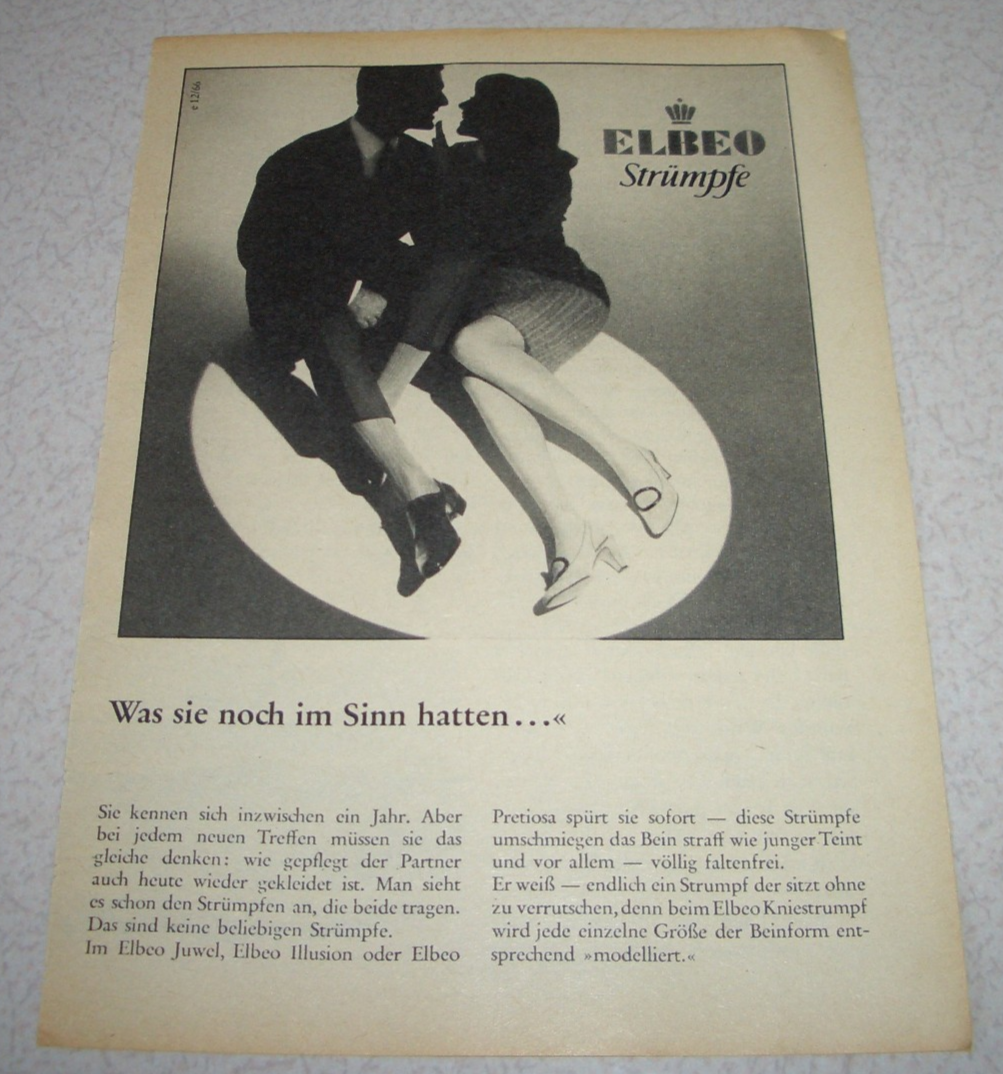 e 12/66
ELBEO
Strümpfe
Was sie noch im Sinn hatten...«
Sie kennen sich inzwischen ein Jahr. Aber
bei jedem neuen Treffen müssen sie das
gleiche denken: wie gepflegt der Partner
auch heute wieder gekleidet ist. Man sieht
es schon den Strümpfen an, die beide tragen.
Das sind keine beliebigen Strümpfe.
Im Elbeo Juwel, Elbeo Illusion oder Elbeo
Pretiosa spürt sie sofort — diese Strümpfe
umschmiegen das Bein straff wie junger Teint
und vor allem — völlig faltenfrei.
Er weiß — endlich ein Strumpf der sitzt ohne
zu verrutschen, denn beim Elbeo Kniestrumpf
wird jede einzelne Größe der Beinform ent-
sprechend »modelliert.«